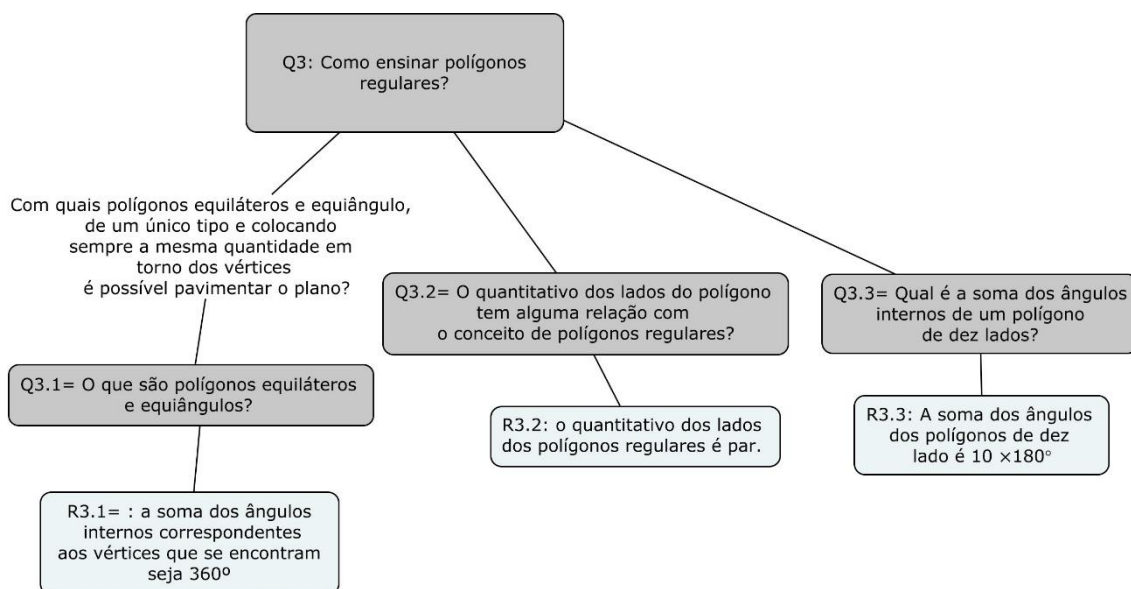 Q3: Como ensinar polígonos
regulares?
Com quais polígonos equiláteros e equiângulo,
de um único tipo e colocando
sempre a mesma quantidade em
torno dos vértices
é possível pavimentar o plano?
Q3.2= O quantitativo dos lados do polígono
tem alguma relação com
o conceito de polígonos regulares?
Q3.3= Qual é a soma dos ângulos
internos de um polígono
de dez lados?
Q3.1= O que são polígonos equiláteros
e equiângulos?
R3.2: o quantitativo dos lados
dos polígonos regulares é par.
R3.3: A soma dos ângulos
dos polígonos de dez
lado é 10 ×180°
R3.1= : a soma dos ângulos
internos correspondentes
aos vértices que se encontram
seja 360º